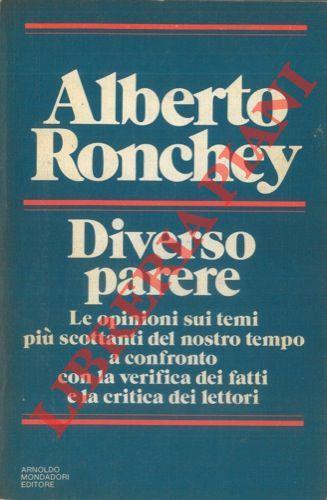 Alberto
Ronchey
Diverso
parere
Le opinioni sui temi
più scottanti del nostro tempo
a confronto
con la verifica dei fatti
e la critica dei lettori
ARNOLDO
MONDADORI
EDITORE
LIBRERIA PIANI